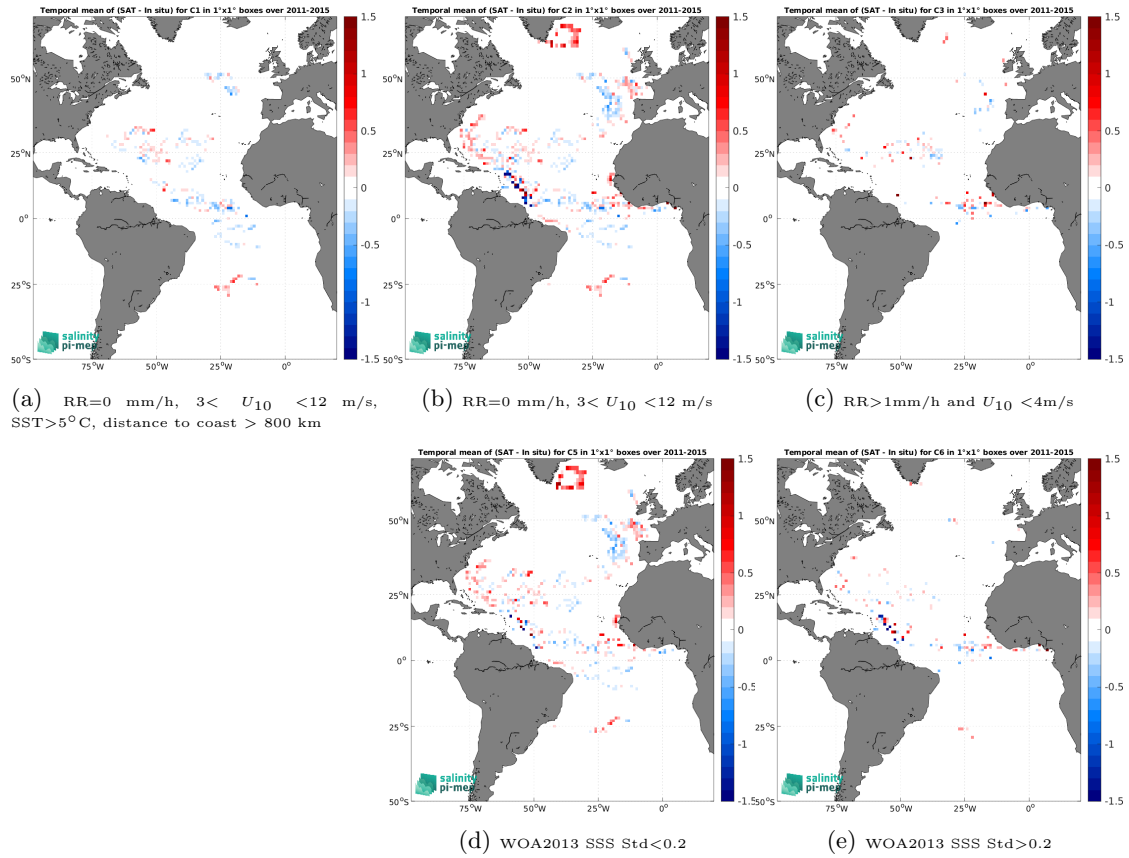 Temporal mean of (SAT - In situ) for C1 in 1°x1° boxes over 2011-2015
50°N
25°N
0°
25°S
50°S
75°W
50°W
25°W
0°
1.5
1
0.5
0
-0.5
-1
-1.5
salinity
pi-mep
(a) RR=0 mm/h, 3< U10 <12 m/s,
SST>5°C, distance to coast > 800 km
Temporal mean of (SAT - In situ) for C2 in 1°x1° boxes over 2011-2015
50°N
25°N
0°
25°S
50°S
75°W
50°W
25°W
0°
1.5
1
0.5
0
-0.5
-1
-1.5
salinity
pi-mep
(b) RR=0 mm/h, 3< U10 <12 m/s
Temporal mean of (SAT - In situ) for C3 in 1°x1° boxes over 2011-2015
50°N
25°N
0°
25°S
50°S
75°W
50°W
25°W
0°
1.5
1
0.5
0
-0.5
-1
-1.5
salinity
pi-mep
(c) RR>1mm/h and U10 <4m/s
Temporal mean of (SAT - In situ) for C5 in 1°x1° boxes over 2011-2015
50°N
25°N
0°
25°S
50°S
75°W
50°W
25°W
0°
1.5
1
0.5
0
-0.5
-1
-1.5
salinity
pi-mep
(d) WOA2013 SSS Std<0.2
Temporal mean of (SAT - In situ) for C6 in 1°x1° boxes over 2011-2015
50°N
25°N
0°
25°S
50°S
75°W
50°W
25°W
0°
1.5
1
0.5
0
-0.5
-1
-1.5
salinity
pi-mep
(e) WOA2013 SSS Std>0.2